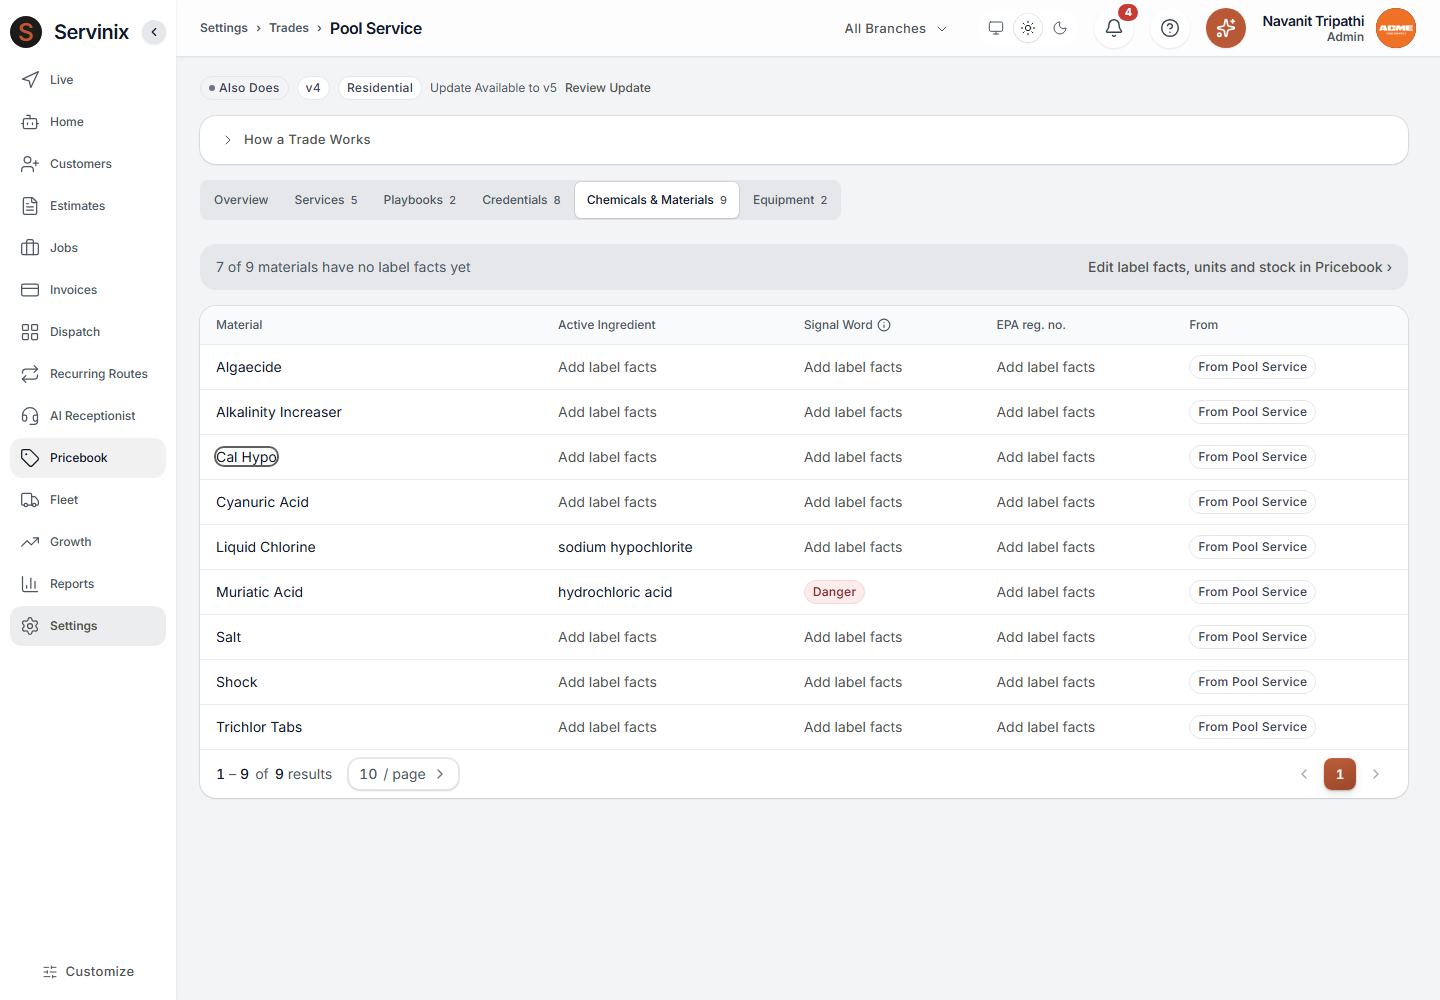 S Servinix
Settings › Trades › Pool Service
All Branches
4
Navanit Tripathi
Admin
ACME
Live
Home
Customers
Estimates
Jobs
Invoices
Dispatch
Recurring Routes
AI Receptionist
Pricebook
Fleet
Growth
Reports
Settings
Customize
Also Does v4 Residential Update Available to v5 Review Update
How a Trade Works
Overview Services 5 Playbooks 2 Credentials 8 Chemicals & Materials 9 Equipment 2
7 of 9 materials have no label facts yet Edit label facts, units and stock in Pricebook ›
Material Active Ingredient Signal Word EPA reg. no. From
Algaecide Add label facts Add label facts Add label facts From Pool Service
Alkalinity Increaser Add label facts Add label facts Add label facts From Pool Service
Cal Hypo Add label facts Add label facts Add label facts From Pool Service
Cyanuric Acid Add label facts Add label facts Add label facts From Pool Service
Liquid Chlorine sodium hypochlorite Add label facts Add label facts From Pool Service
Muriatic Acid hydrochloric acid Danger Add label facts From Pool Service
Salt Add label facts Add label facts Add label facts From Pool Service
Shock Add label facts Add label facts Add label facts From Pool Service
Trichlor Tabs Add label facts Add label facts Add label facts From Pool Service
1 – 9 of 9 results 10 / page 1